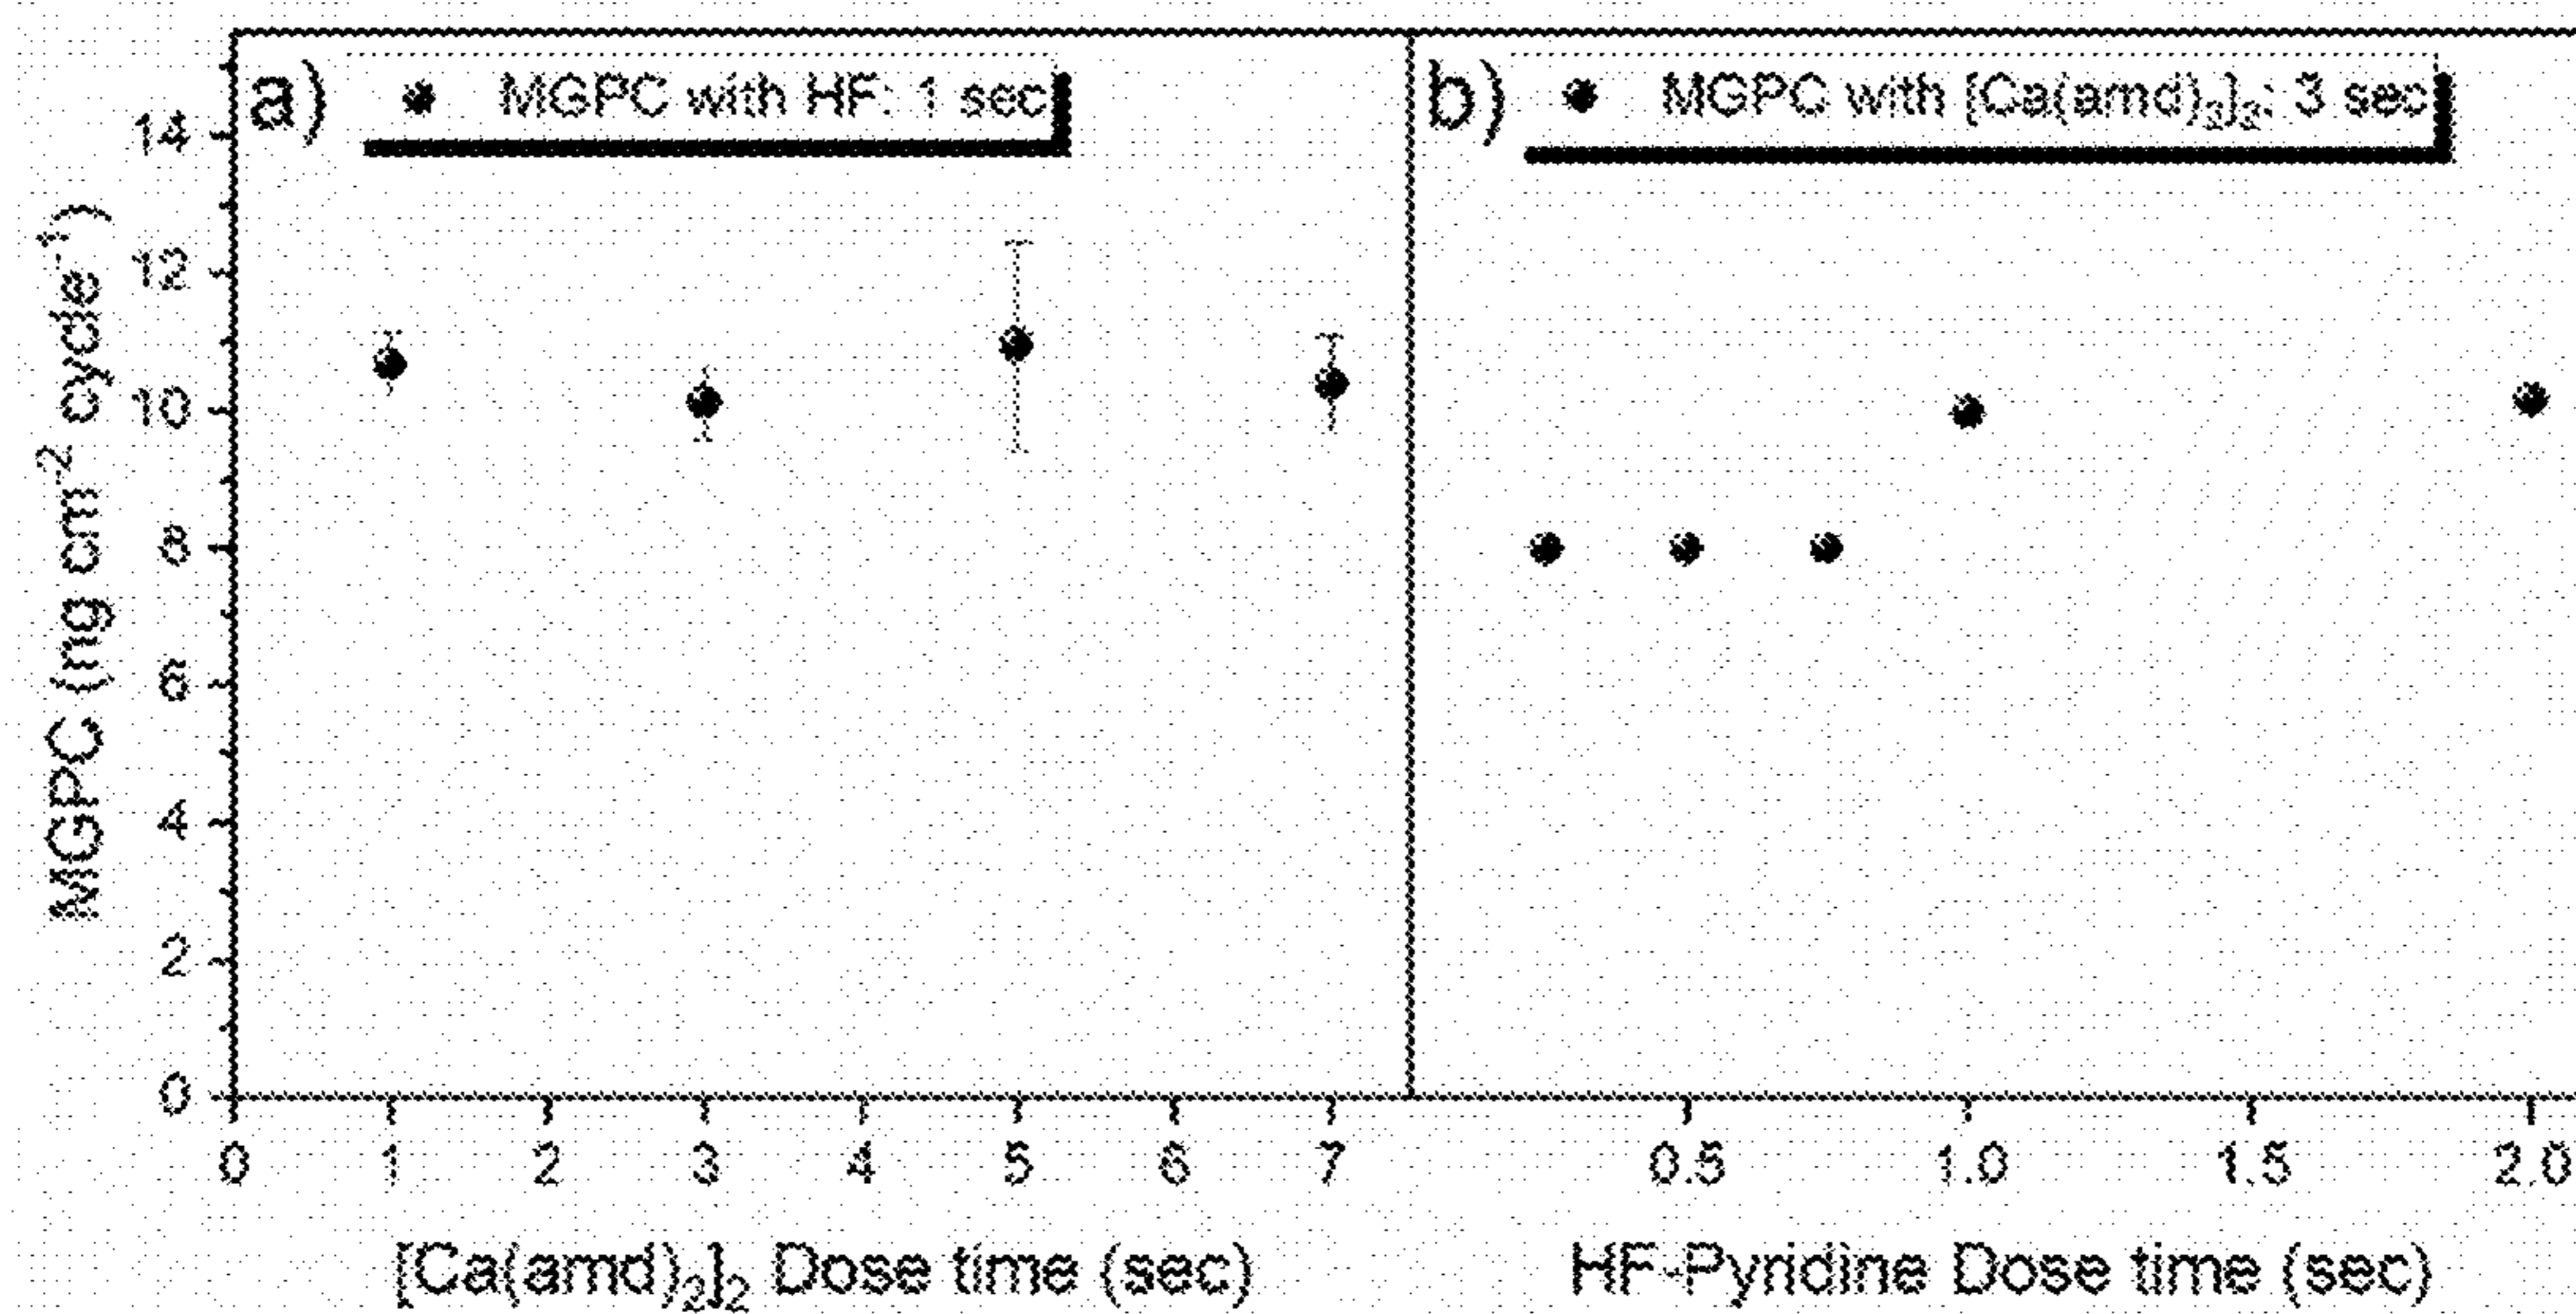 a)
MGPC with HF: 1 sec
b)
MGPC with [Ca(amd)₂]₂: 3 sec
MGPC (ng cm⁻² cycle⁻¹)
14
12
10
8
6
4
2
0
0 1 2 3 4 5 6 7
0.5 1.0 1.5 2.0
[Ca(amd)₂]₂ Dose time (sec)
HF-Pyridine Dose time (sec)